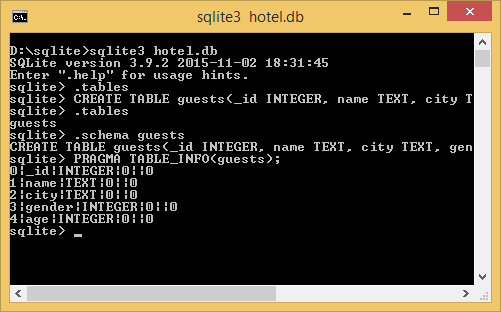 sqlite3 hotel.db
D:\sqlite>sqlite3 hotel.db
SQLite version 3.9.2 2015-11-02 18:31:45
Enter ".help" for usage hints.
sqlite> .tables
sqlite> CREATE TABLE guests(_id INTEGER, name TEXT, city T
sqlite> .tables
guests
sqlite> .schema guests
CREATE TABLE guests(_id INTEGER, name TEXT, city TEXT, gen
sqlite> PRAGMA TABLE_INFO(guests);
0|_id|INTEGER|0||0
1|name|TEXT|0||0
2|city|TEXT|0||0
3|gender|INTEGER|0||0
4|age|INTEGER|0||0
sqlite> _